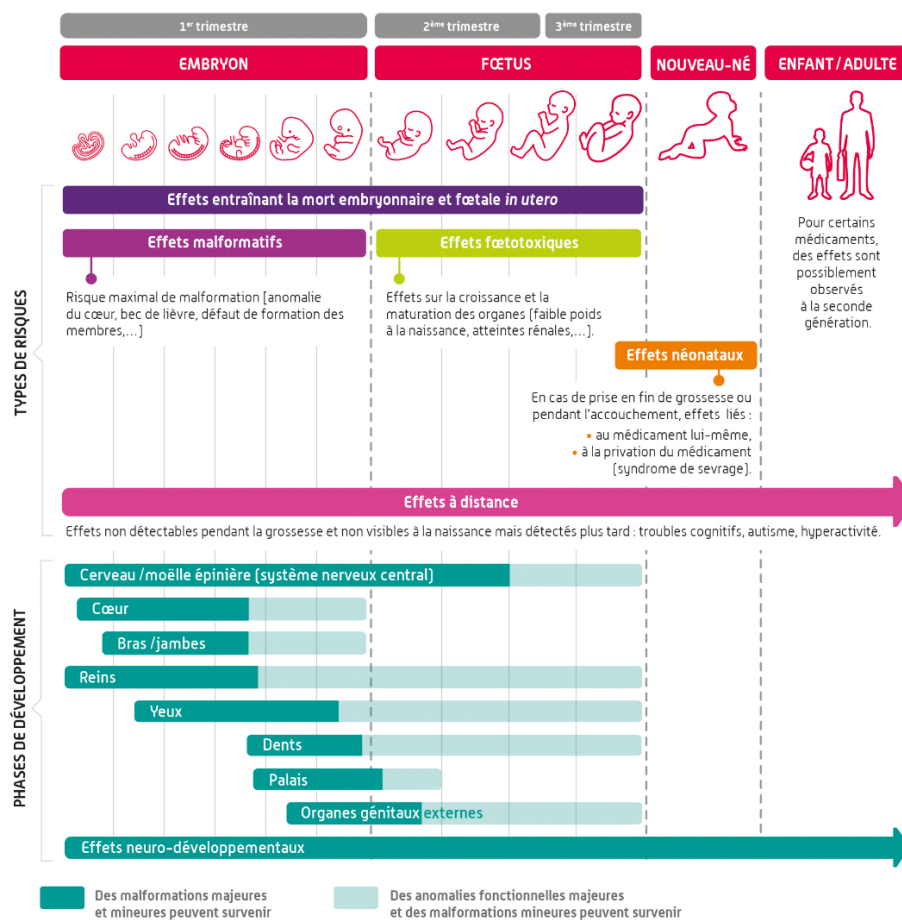 1er trimestre
2ème trimestre
3ème trimestre
EMBRYON
FŒTUS
NOUVEAU-NÉ
ENFANT/ADULTE
TYPES DE RISQUES
Effets entraînant la mort embryonnaire et fœtale in utero
Effets malformatifs
Effets fœtotoxiques
Risque maximal de malformation (anomalie
du cœur, bec de lièvre, défaut de formation des
membres,...)
Effets sur la croissance et la
maturation des organes (faible poids
à la naissance, atteintes rénales,...).
Pour certains
médicaments,
des effets sont
possiblement
observés
à la seconde
génération.
Effets néonataux
En cas de prise en fin de grossesse ou
pendant l'accouchement, effets liés :
• au médicament lui-même,
• à la privation du médicament
(syndrome de sevrage).
Effets à distance
Effets non détectables pendant la grossesse et non visibles à la naissance mais détectés plus tard : troubles cognitifs, autisme, hyperactivité.
PHASES DE DÉVELOPPEMENT
Cerveau /moëlle épinière (système nerveux central)
Cœur
Bras /jambes
Reins
Yeux
Dents
Palais
Organes génitaux externes
Effets neuro-développementaux
Des malformations majeures
et mineures peuvent survenir
Des anomalies fonctionnelles majeures
et des malformations mineures peuvent survenir